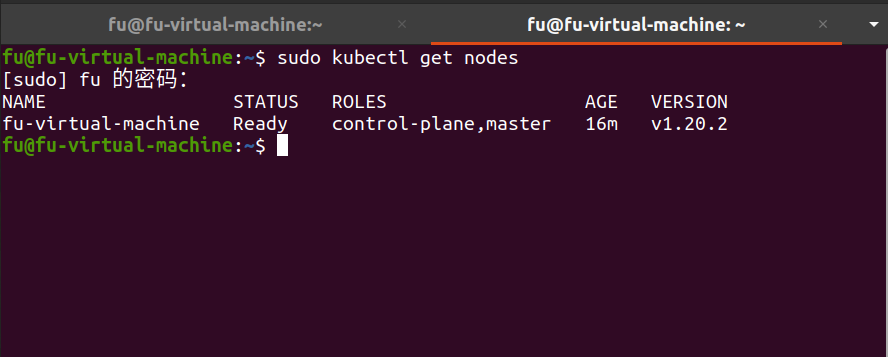 fu@fu-virtual-machine:~ × fu@fu-virtual-machine: ~ ×
fu@fu-virtual-machine:~$ sudo kubectl get nodes
[sudo] fu 的密码：
NAME                 STATUS   ROLES                  AGE   VERSION
fu-virtual-machine   Ready    control-plane,master   16m   v1.20.2
fu@fu-virtual-machine:~$